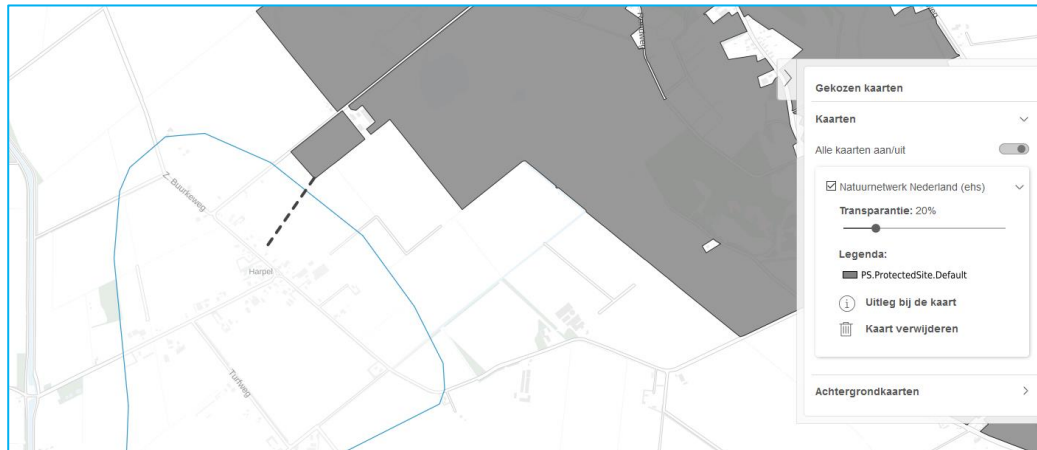 Gekozen kaarten
Kaarten
Alle kaarten aan/uit
Natuurnetwerk Nederland (ehs)
Transparantie: 20%
Legenda:
PS.ProtectedSite.Default
Uitleg bij de kaart
Kaart verwijderen
Achtergrondkaarten
Z. Buurkeweg
Harpel
Turfweg